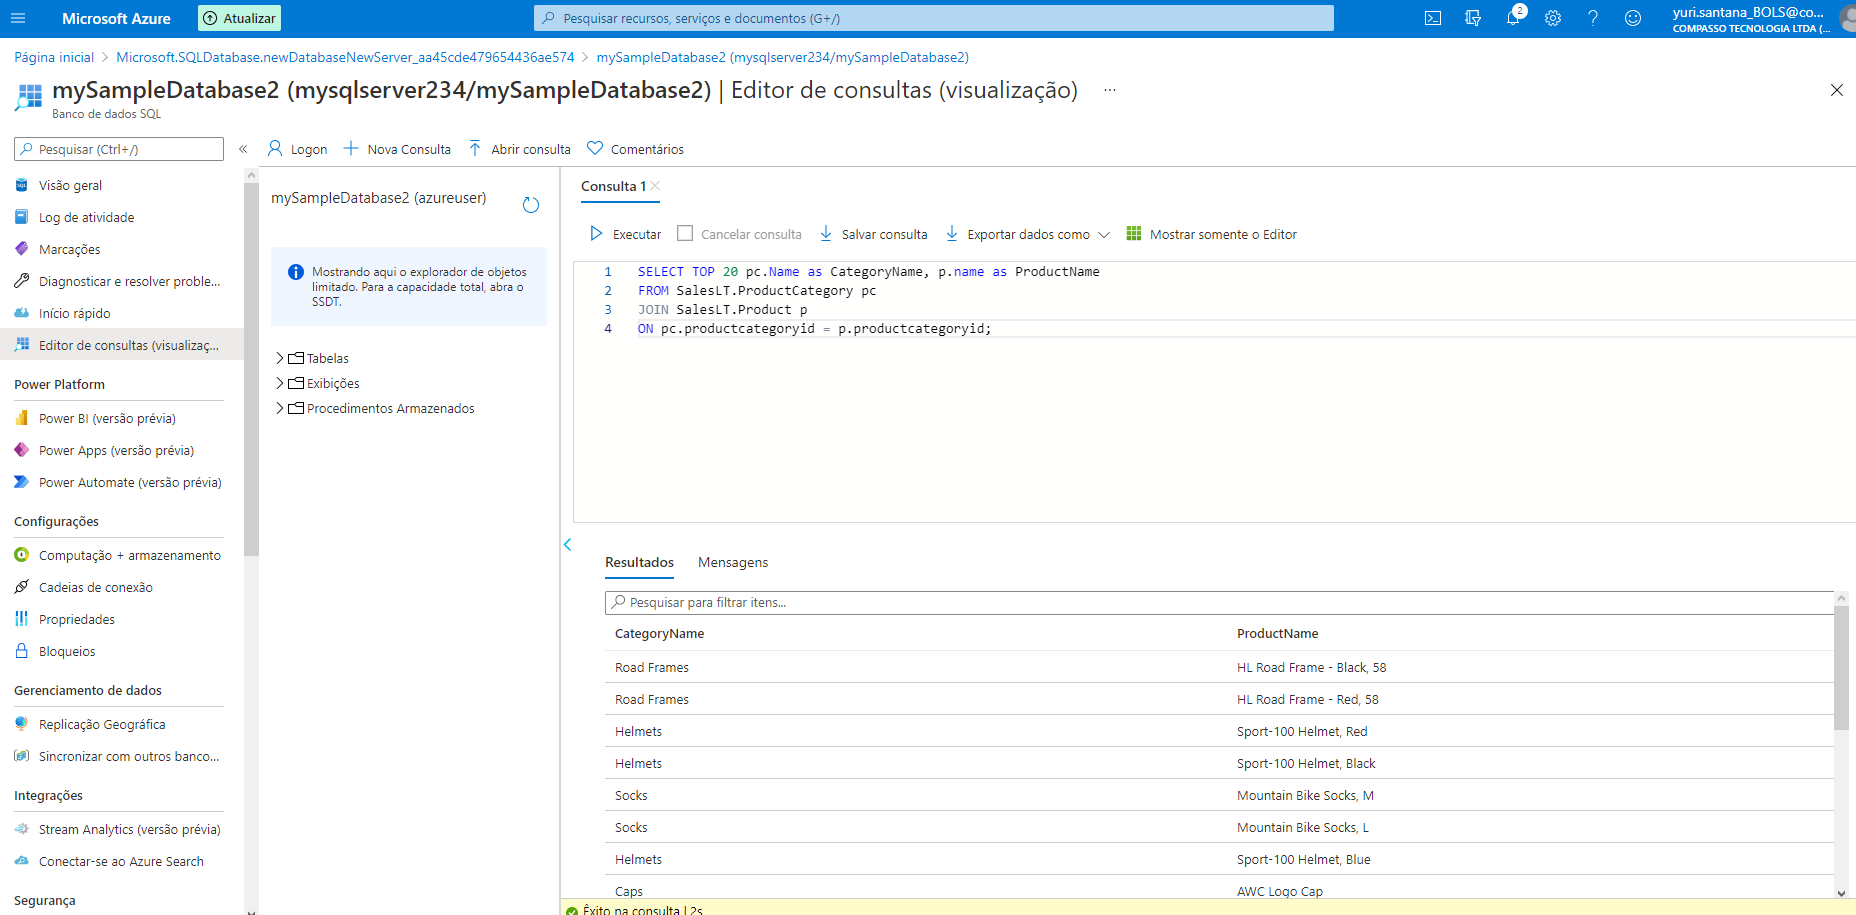 Microsoft Azure
Atualizar
Pesquisar recursos, serviços e documentos (G+/)
2
yuri.santana_BOLS@co...
COMPASSO TECNOLOGIA LTDA (...
Página inicial > Microsoft.SQLDatabase.newDatabaseNewServer_aa45cde479654436ae574 > mySampleDatabase2 (mysqlserver234/mySampleDatabase2)
mySampleDatabase2 (mysqlserver234/mySampleDatabase2) | Editor de consultas (visualização) ...
Banco de dados SQL
Pesquisar (Ctrl+/)
«
Visão geral
Log de atividade
Marcações
Diagnosticar e resolver proble...
Início rápido
Editor de consultas (visualizaç...
Power Platform
Power BI (versão prévia)
Power Apps (versão prévia)
Power Automate (versão prévia)
Configurações
Computação + armazenamento
Cadeias de conexão
Propriedades
Bloqueios
Gerenciamento de dados
Replicação Geográfica
Sincronizar com outros banco...
Integrações
Stream Analytics (versão prévia)
Conectar-se ao Azure Search
Segurança
Logon
Nova Consulta
Abrir consulta
Comentários
mySampleDatabase2 (azureuser)
Mostrando aqui o explorador de objetos
limitado. Para a capacidade total, abra o
SSDT.
Tabelas
Exibições
Procedimentos Armazenados
Consulta 1
Executar
Cancelar consulta
Salvar consulta
Exportar dados como
Mostrar somente o Editor
1 SELECT TOP 20 pc.Name as CategoryName, p.name as ProductName
2 FROM SalesLT.ProductCategory pc
3 JOIN SalesLT.Product p
4 ON pc.productcategoryid = p.productcategoryid;
Resultados
Mensagens
Pesquisar para filtrar itens...
CategoryName ProductName
Road Frames HL Road Frame - Black, 58
Road Frames HL Road Frame - Red, 58
Helmets Sport-100 Helmet, Red
Helmets Sport-100 Helmet, Black
Socks Mountain Bike Socks, M
Socks Mountain Bike Socks, L
Helmets Sport-100 Helmet, Blue
Caps AWC Logo Cap
Êxito na consulta | 2s